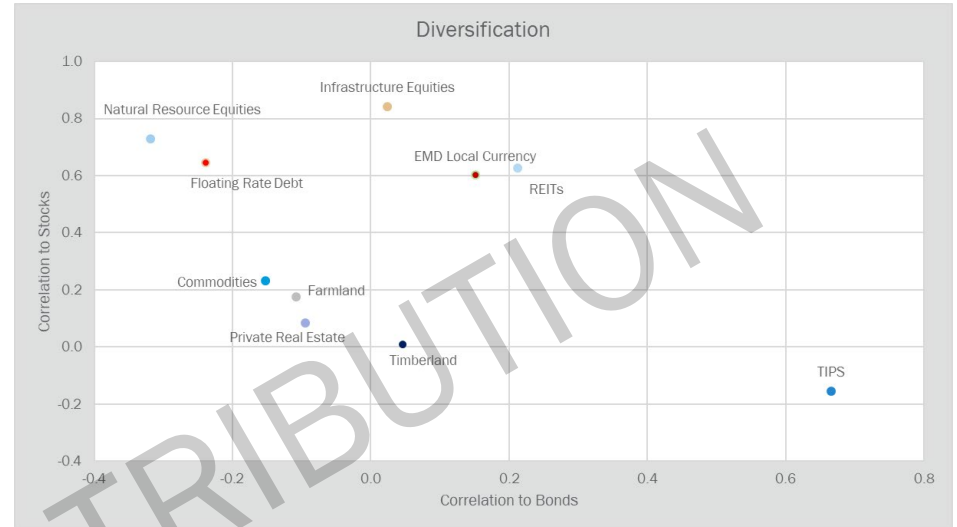 Diversification
1.0
Infrastructure Equities
Natural Resource Equities
0.8
EMD Local Currency
0.6
Floating Rate Debt
REITs
0.4
Correlation to Stocks
Commodities
0.2
Farmland
Private Real Estate
0.0
Timberland
TIPS
-0.2
-0.4
-0.4 -0.2 0.0 0.2 0.4 0.6 0.8
Correlation to Bonds
TRIBUTION